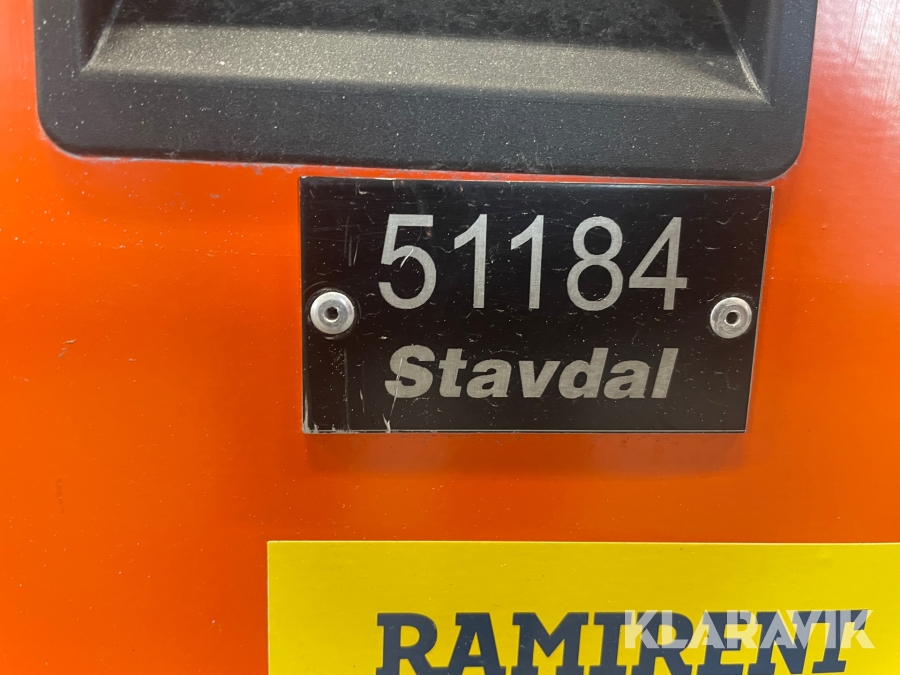 51184
Stavdal
RAMIRENT
KLARAVIK